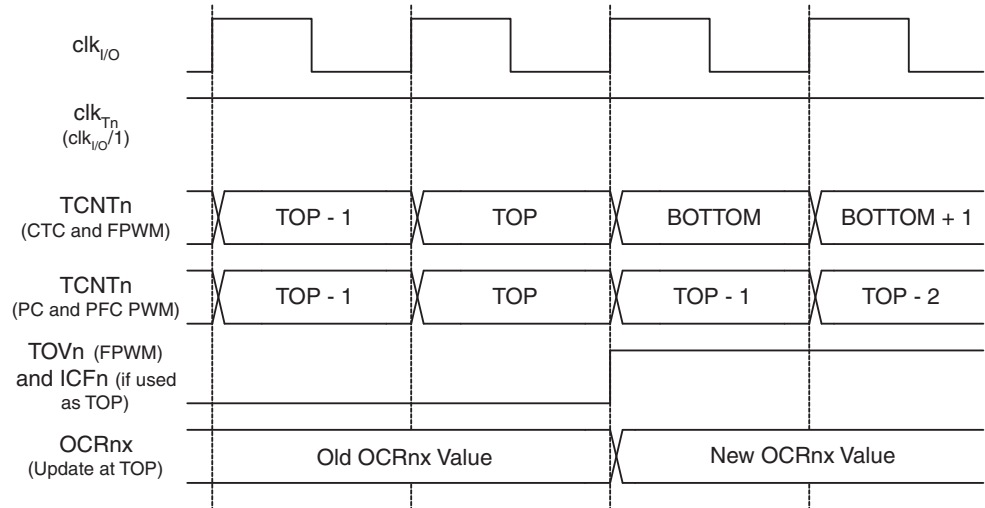 clkI/O
clkTn
(clkI/O/1)
TCNTn
(CTC and FPWM)
TOP - 1
TOP
BOTTOM
BOTTOM + 1
TCNTn
(PC and PFC PWM)
TOP - 1
TOP
TOP - 1
TOP - 2
TOVn (FPWM)
and ICFn (if used
as TOP)
OCRnx
(Update at TOP)
Old OCRnx Value
New OCRnx Value